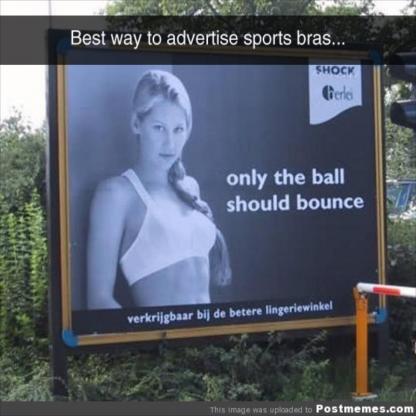 Best way to advertise sports bras...
SHOCK
Berlei
only the ball
should bounce
verkrijgbaar bij de betere lingeriewinkel
This image was uploaded to Postmemes.com